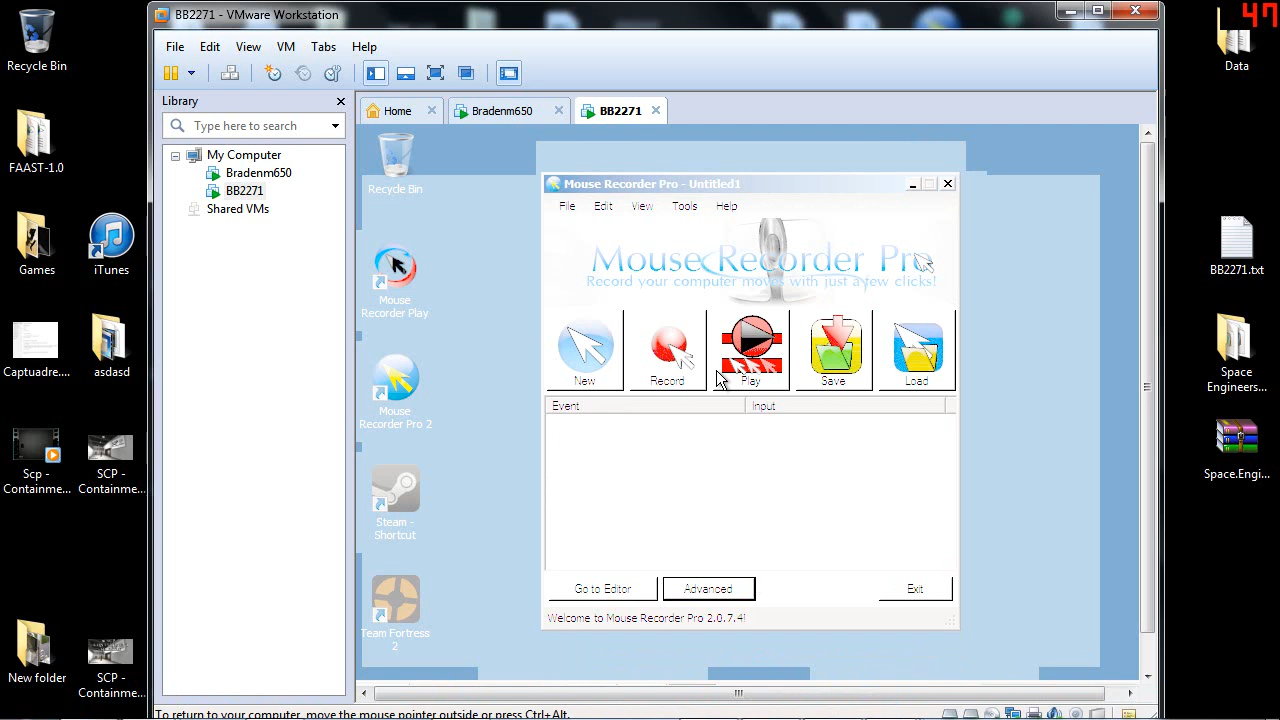 BB2271 - VMware Workstation
47
File Edit View VM Tabs Help
Library
Type here to search
My Computer
Bradenm650
BB2271
Shared VMs
Home
Bradenm650
BB2271
Recycle Bin
FAAST-1.0
Games
iTunes
Captuadre....
asdasd
Scp -
Containme...
SCP -
Containme...
New folder
SCP -
Containme...
Recycle Bin
Mouse
Recorder Play
Mouse
Recorder Pro 2
Steam -
Shortcut
Team Fortress
2
Mouse Recorder Pro - Untitled1
File Edit View Tools Help
Mouse Recorder Pro
Record your computer moves with just a few clicks!
New Record Play Save Load
Event Input
Go to Editor Advanced Exit
Welcome to Mouse Recorder Pro 2.0.7.4!
Data
BB2271.txt
Space
Engineers...
Space.Engi...
To return to your computer, move the mouse pointer outside or press Ctrl+Alt.